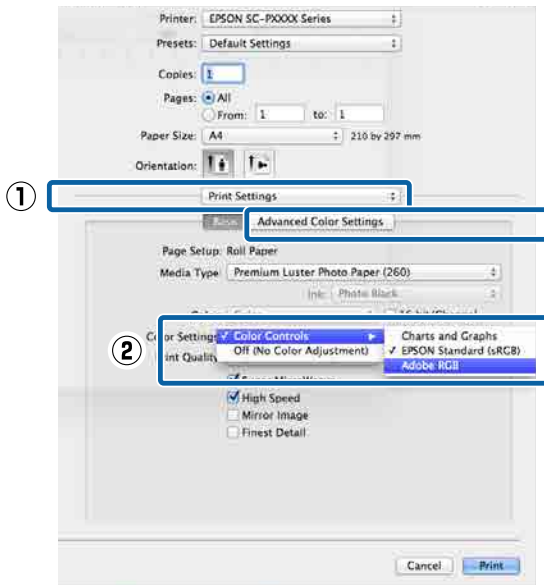 Printer: EPSON SC-PXXXX Series
Presets: Default Settings
Copies: 1
Pages: All
From: 1 to: 1
Paper Size: A4 210 by 297 mm
Orientation:
① Print Settings
Basic Advanced Color Settings
Page Setup: Roll Paper
Media Type: Premium Luster Photo Paper (260)
Ink: Photo Black
16 bit/Channel
② Color Settings ✓ Color Controls Charts and Graphs
Off (No Color Adjustment) ✓ EPSON Standard (sRGB)
Print Quality Adobe RGB
High Speed
Mirror Image
Finest Detail
Cancel Print